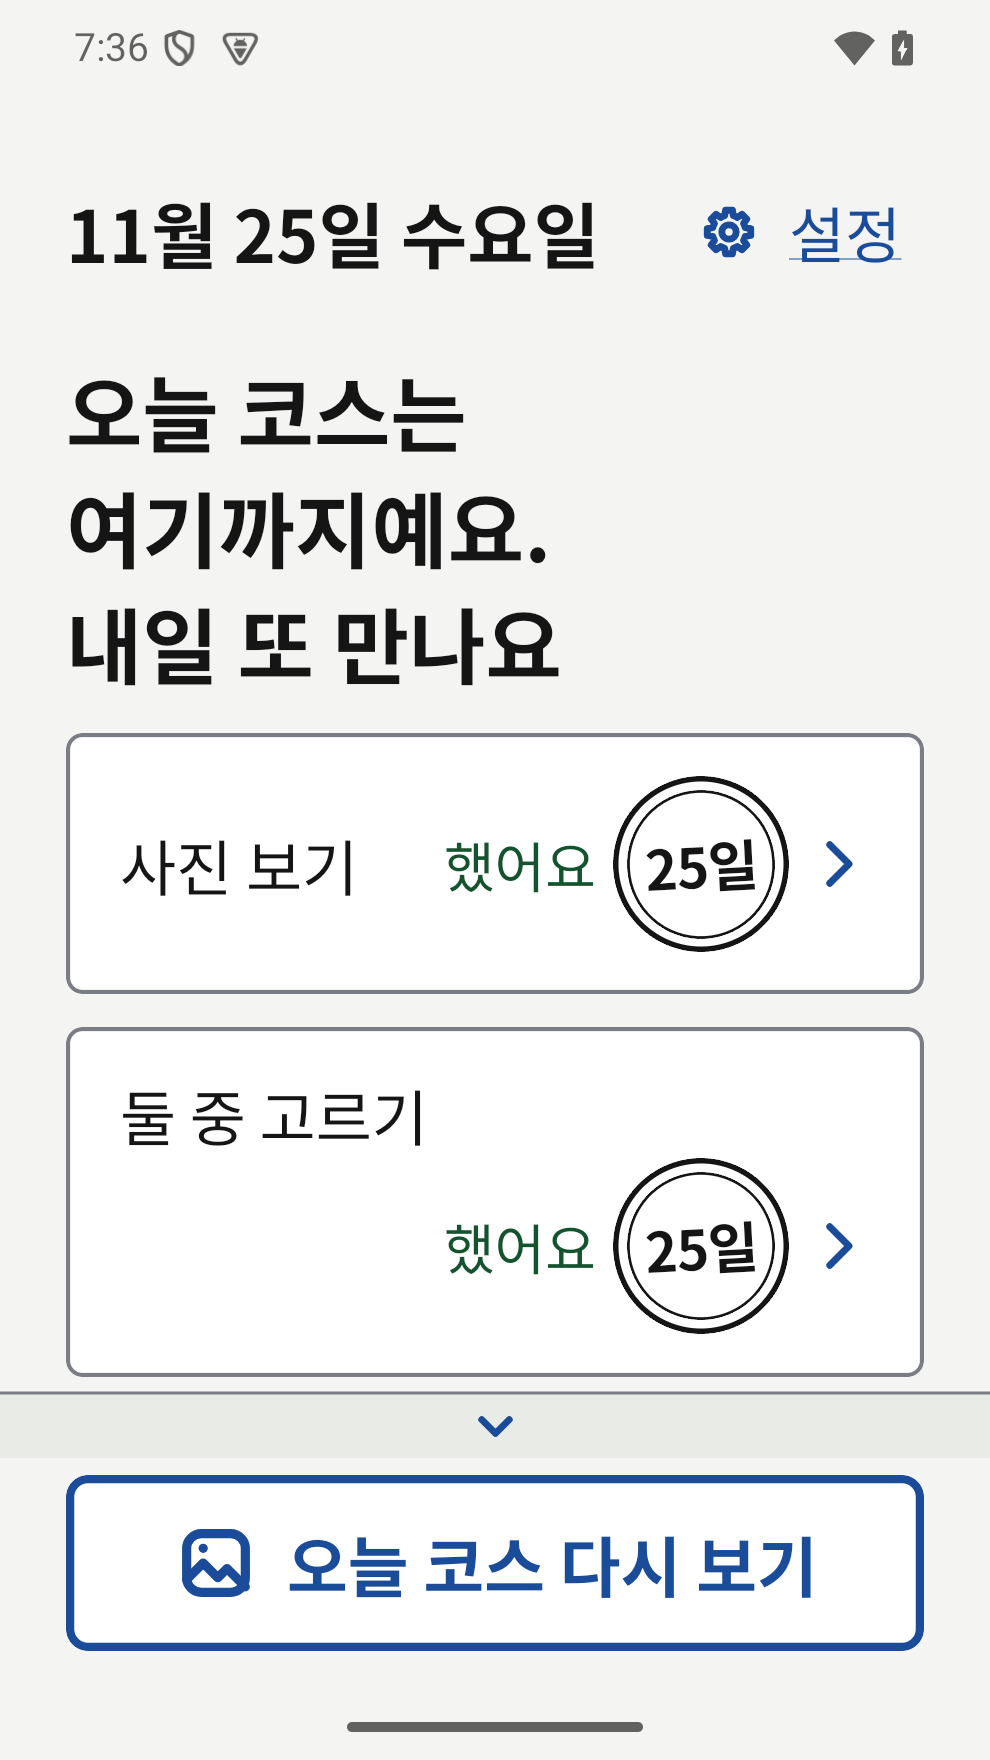 7:36
11월 25일 수요일
설정
오늘 코스는
여기까지예요.
내일 또 만나요
사진 보기
했어요
25일
둘 중 고르기
했어요
25일
오늘 코스 다시 보기